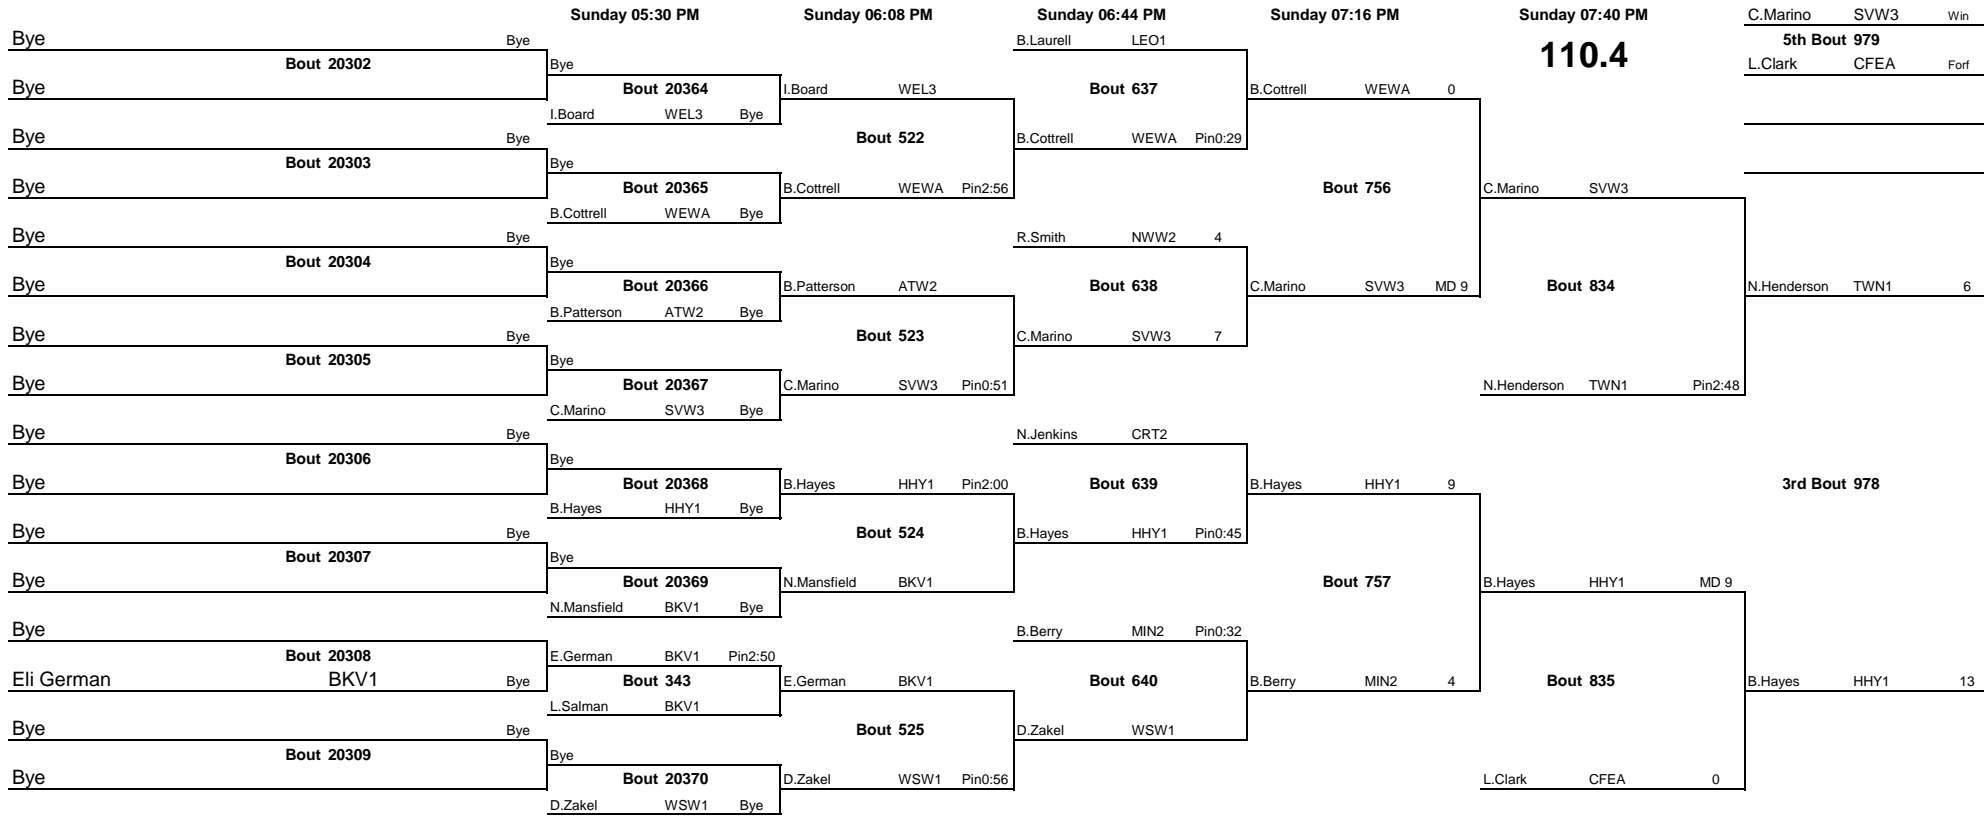 Sunday 05:30 PM Sunday 06:08 PM Sunday 06:44 PM Sunday 07:16 PM Sunday 07:40 PM C.Marino SVW3 Win
Bye Bye B.Laurell LEO1 110.4 5th Bout 979
Bout 20302 Bye L.Clark CFEA Forf
Bye Bout 20364 I.Board WEL3 Bout 637 B.Cottrell WEWA 0
I.Board WEL3 Bye
Bye Bye Bout 522 B.Cottrell WEWA Pin0:29
Bout 20303 Bye
Bye Bout 20365 B.Cottrell WEWA Pin2:56 Bout 756 C.Marino SVW3
B.Cottrell WEWA Bye
Bye Bye R.Smith NWW2 4
Bout 20304 Bye
Bye Bout 20366 B.Patterson ATW2 Bout 638 C.Marino SVW3 MD 9 Bout 834 N.Henderson TWN1 6
B.Patterson ATW2 Bye
Bye Bye Bout 523 C.Marino SVW3 7
Bout 20305 Bye
Bye Bout 20367 C.Marino SVW3 Pin0:51 N.Henderson TWN1 Pin2:48
C.Marino SVW3 Bye
Bye Bye N.Jenkins CRT2
Bout 20306 Bye
Bye Bout 20368 B.Hayes HHY1 Pin2:00 Bout 639 B.Hayes HHY1 9 3rd Bout 978
B.Hayes HHY1 Bye
Bye Bye Bout 524 B.Hayes HHY1 Pin0:45
Bout 20307 Bye
Bye Bout 20369 N.Mansfield BKV1 Bout 757 B.Hayes HHY1 MD 9
N.Mansfield BKV1 Bye
Bye B.Berry MIN2 Pin0:32
Bout 20308 E.German BKV1 Pin2:50
Eli German BKV1 Bye Bout 343 E.German BKV1 Bout 640 B.Berry MIN2 4 Bout 835 B.Hayes HHY1 13
L.Salman BKV1
Bye Bye Bout 525 D.Zakel WSW1
Bout 20309 Bye
Bye Bout 20370 D.Zakel WSW1 Pin0:56 L.Clark CFEA 0
D.Zakel WSW1 Bye